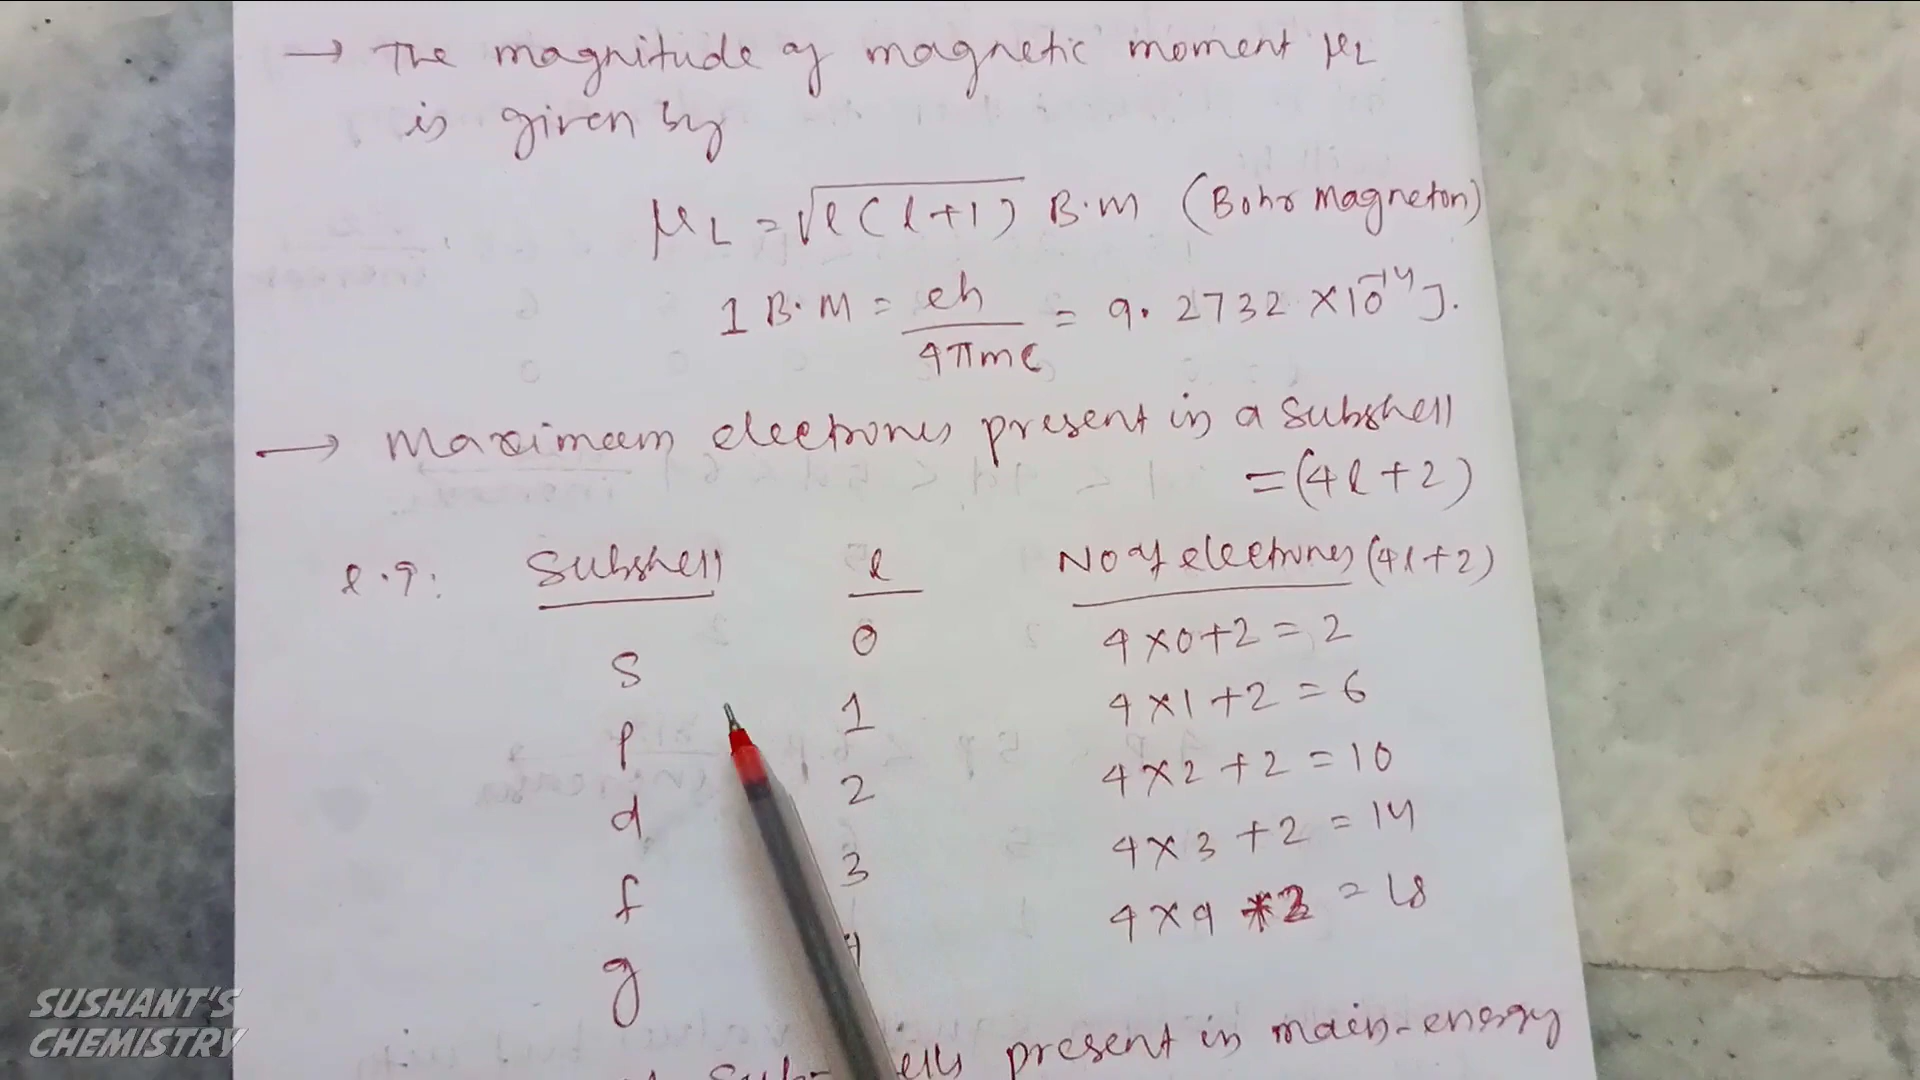 → The magnitude of magnetic moment μL
is given by
μL = √l(l+1) B.M (Bohr Magneton)
1 B.M = eh/4πmc = 9.2732 × 10⁻¹⁴ J.
→ Maximum electrones present in a subshell
= (4l+2)
e.g: Subshell l No of electrones (4l+2)
s 0 4×0+2 = 2
p 1 4×1+2 = 6
d 2 4×2+2 = 10
f 3 4×3+2 = 14
g 4×4 +2 = 18
present in main-energy
SUSHANT'S
CHEMISTRY